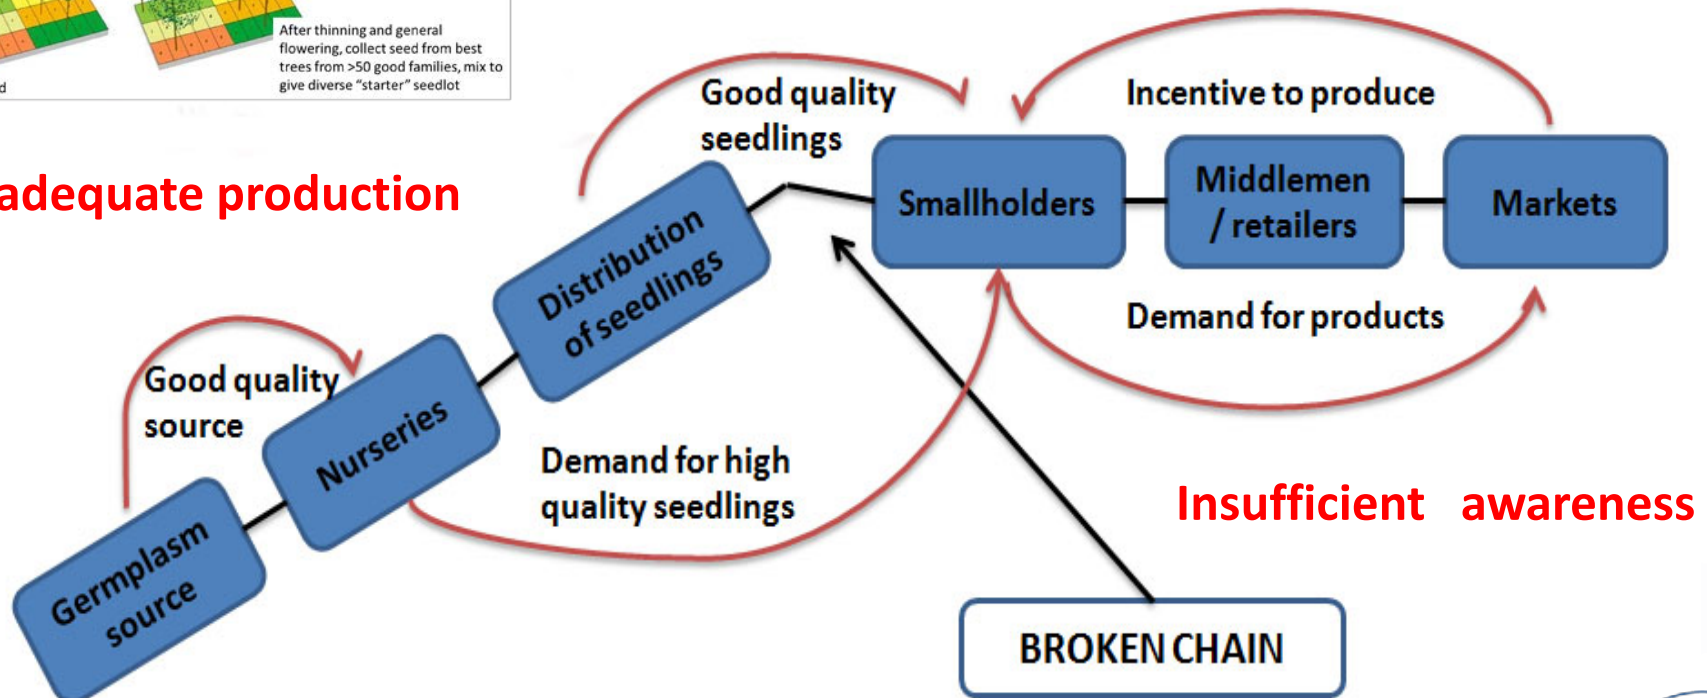 After thinning and general
flowering, collect seed from best
trees from >50 good families, mix to
give diverse “starter” seedlot
d
adequate production
Good quality
seedlings
Incentive to produce
Smallholders
Middlemen
/ retailers
Markets
Distribution
of seedlings
Demand for products
Good quality
source
Nurseries
Demand for high
quality seedlings
Insufficient awareness
Germplasm
source
BROKEN CHAIN